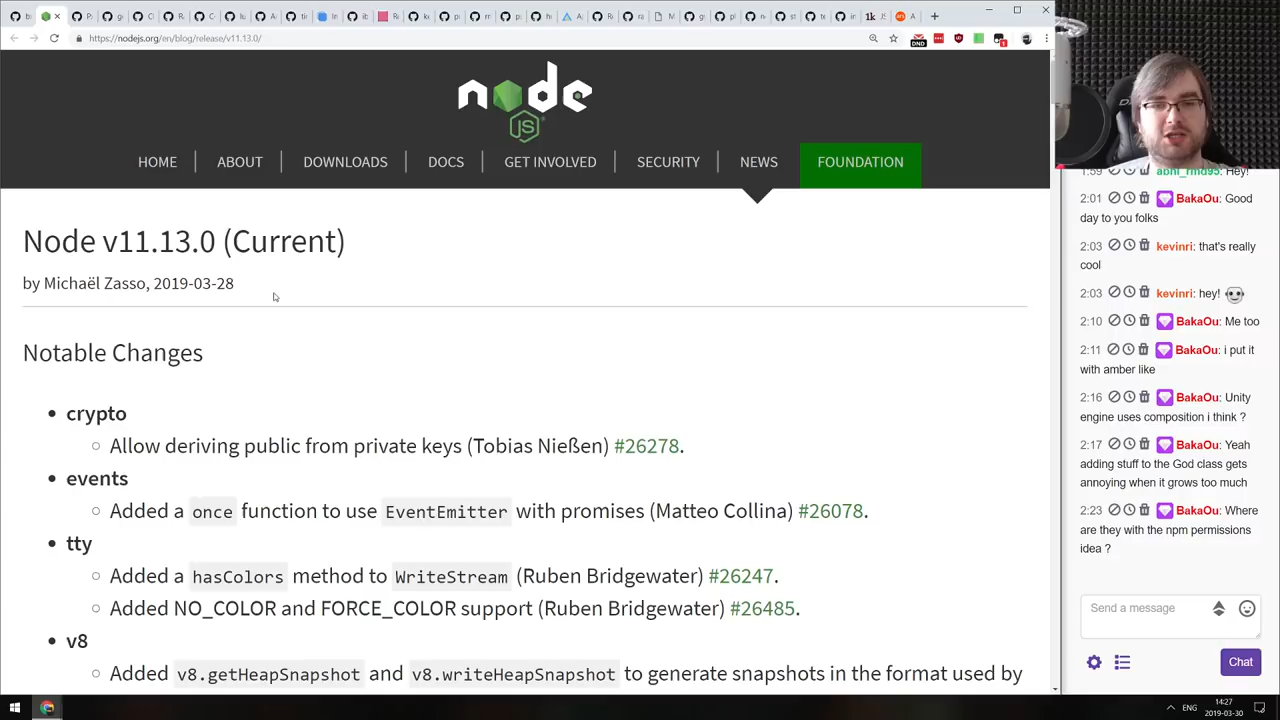 https://nodejs.org/en/blog/release/v11.13.0/
DND
node
JS
HOME
ABOUT
DOWNLOADS
DOCS
GET INVOLVED
SECURITY
NEWS
FOUNDATION
Node v11.13.0 (Current)
by Michaël Zasso, 2019-03-28
Notable Changes
• crypto
Allow deriving public from private keys (Tobias Nießen) #26278.
• events
Added a once function to use EventEmitter with promises (Matteo Collina) #26078.
• tty
Added a hasColors method to WriteStream (Ruben Bridgewater) #26247.
Added NO_COLOR and FORCE_COLOR support (Ruben Bridgewater) #26485.
• v8
Added v8.getHeapSnapshot and v8.writeHeapSnapshot to generate snapshots in the format used by
1:59 abhi_rmd95: Hey!
2:01 BakaOu: Good
day to you folks
2:03 kevinri: that's really
cool
2:03 kevinri: hey!
2:10 BakaOu: Me too
2:11 BakaOu: i put it
with amber like
2:16 BakaOu: Unity
engine uses composition i think ?
2:17 BakaOu: Yeah
adding stuff to the God class gets
annoying when it grows too much
2:23 BakaOu: Where
are they with the npm permissions
idea ?
Send a message
Chat
ENG
14:27
2019-03-30